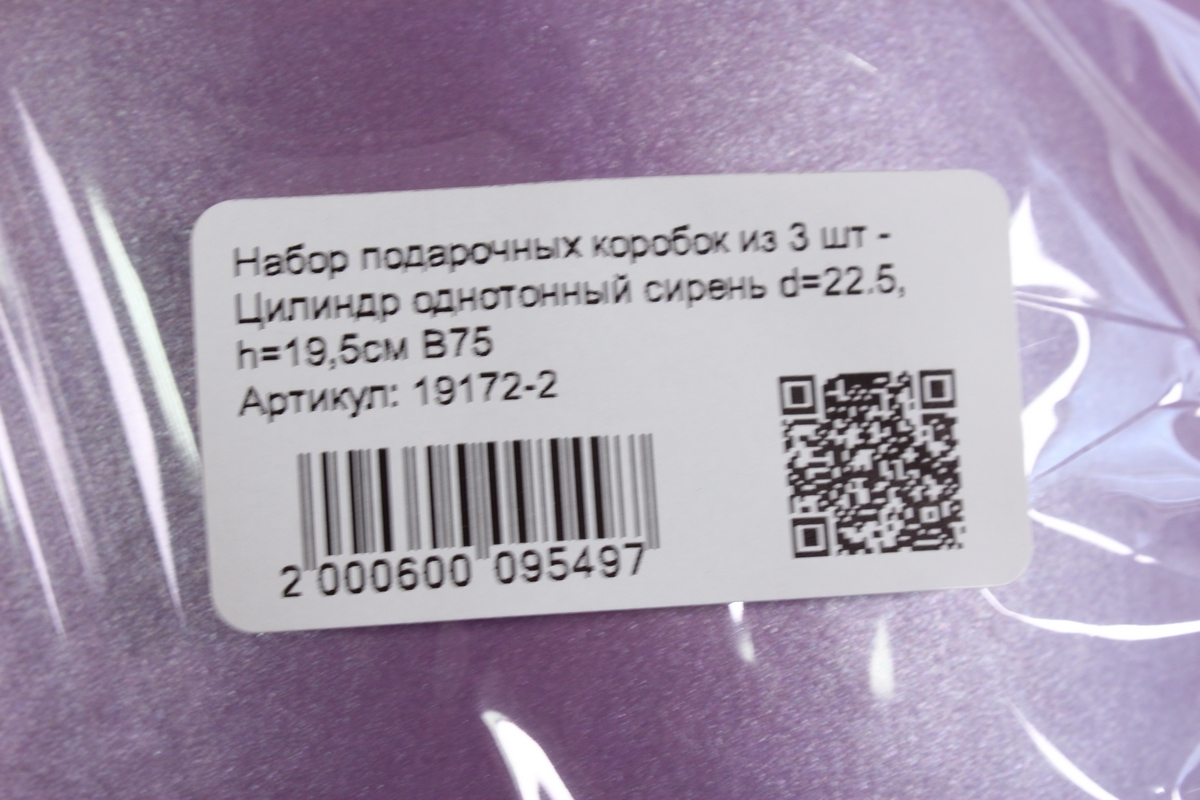 Набор подарочных коробок из 3 шт -
Цилиндр однотонный сирень d=22.5,
h=19,5см В75
Артикул: 19172-2
2 000600 095497